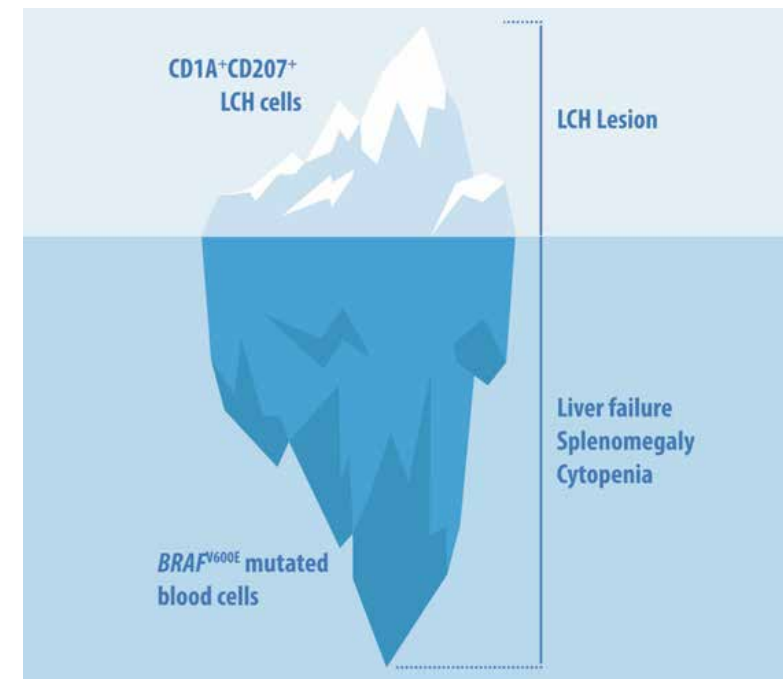 CD1A⁺CD207⁺
LCH cells
LCH Lesion
Liver failure
Splenomegaly
Cytopenia
BRAFⱽ⁶⁰⁰ᴱ mutated
blood cells